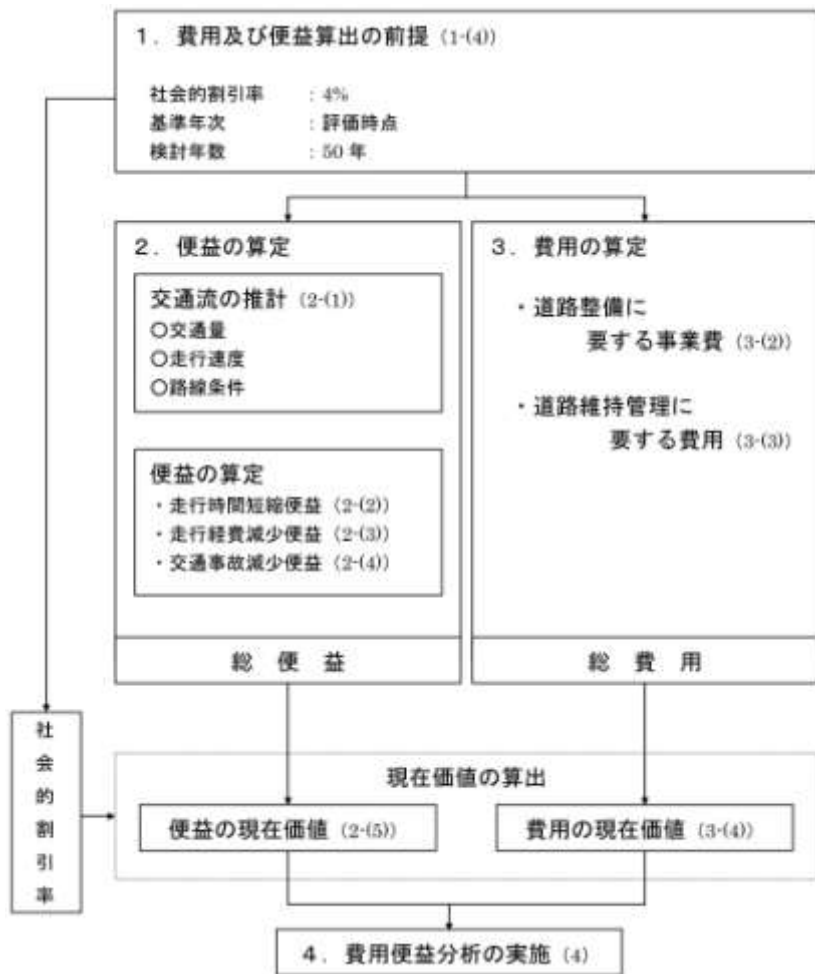 1．費用及び便益算出の前提 (1-(4))
社会的割引率 : 4%
基準年次 : 評価時点
検討年数 : 50 年
2．便益の算定
交通流の推計 (2-(1))
○交通量
○走行速度
○路線条件
便益の算定
・走行時間短縮便益 (2-(2))
・走行経費減少便益 (2-(3))
・交通事故減少便益 (2-(4))
総 便 益
3．費用の算定
・道路整備に
要する事業費 (3-(2))
・道路維持管理に
要する費用 (3-(3))
総 費 用
社会的割引率
現在価値の算出
便益の現在価値 (2-(5))
費用の現在価値 (3-(4))
4．費用便益分析の実施 (4)